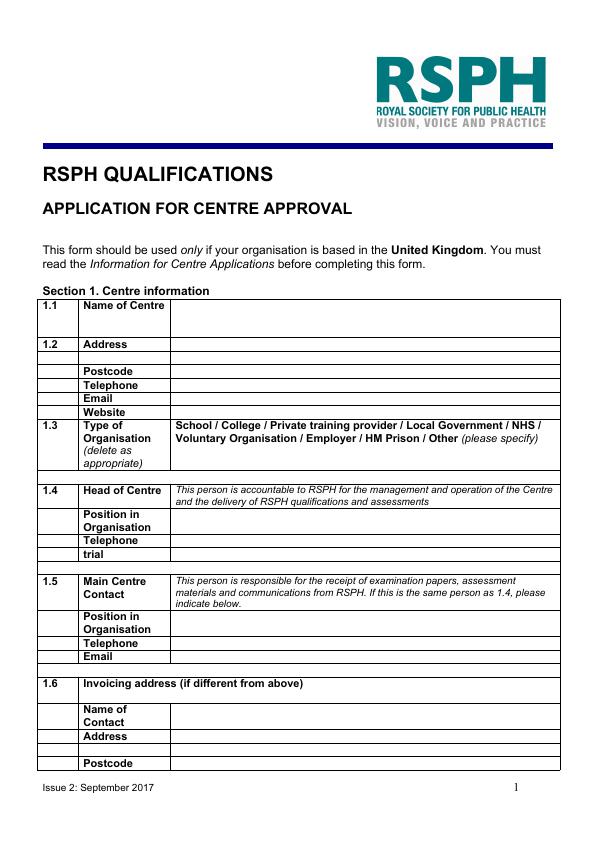 RSPH
ROYAL SOCIETY FOR PUBLIC HEALTH
VISION, VOICE AND PRACTICE
RSPH QUALIFICATIONS
APPLICATION FOR CENTRE APPROVAL
This form should be used only if your organisation is based in the United Kingdom. You must
read the Information for Centre Applications before completing this form.
Section 1. Centre information
1.1 Name of Centre
1.2 Address
Postcode
Telephone
Email
Website
1.3 Type of School / College / Private training provider / Local Government / NHS /
Organisation Voluntary Organisation / Employer / HM Prison / Other (please specify)
(delete as
appropriate)
1.4 Head of Centre This person is accountable to RSPH for the management and operation of the Centre
and the delivery of RSPH qualifications and assessments
Position in
Organisation
Telephone
trial
1.5 Main Centre This person is responsible for the receipt of examination papers, assessment
Contact materials and communications from RSPH. If this is the same person as 1.4, please
indicate below.
Position in
Organisation
Telephone
Email
1.6 Invoicing address (if different from above)
Name of
Contact
Address
Postcode
Issue 2: September 2017 1